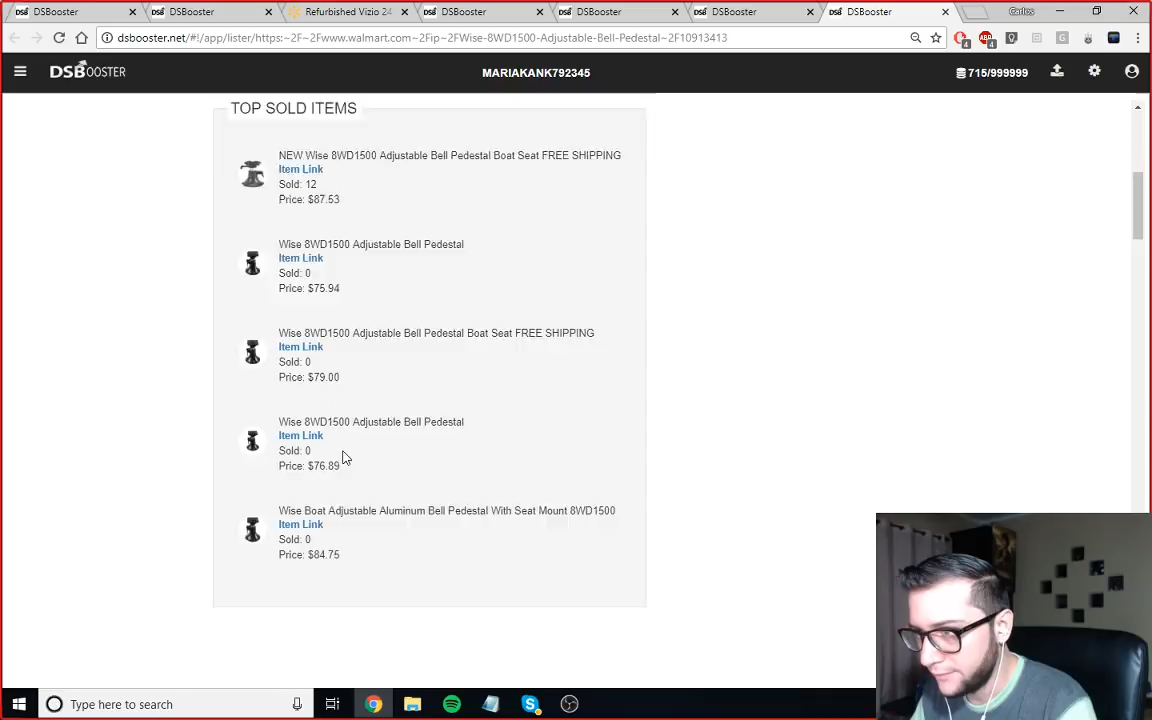 DSBooster
DSBooster
Refurbished Vizio 24
DSBooster
DSBooster
DSBooster
DSBooster
Carlos
dsbooster.net/#!/app/lister/https:~2F~2Fwww.walmart.com~2Fip~2FWise-8WD1500-Adjustable-Bell-Pedestal~2F10913413
DSBOOSTER
MARIAKANK792345
715/999999
TOP SOLD ITEMS
NEW Wise 8WD1500 Adjustable Bell Pedestal Boat Seat FREE SHIPPING
Item Link
Sold: 12
Price: $87.53
Wise 8WD1500 Adjustable Bell Pedestal
Item Link
Sold: 0
Price: $75.94
Wise 8WD1500 Adjustable Bell Pedestal Boat Seat FREE SHIPPING
Item Link
Sold: 0
Price: $79.00
Wise 8WD1500 Adjustable Bell Pedestal
Item Link
Sold: 0
Price: $76.89
Wise Boat Adjustable Aluminum Bell Pedestal With Seat Mount 8WD1500
Item Link
Sold: 0
Price: $84.75
Type here to search